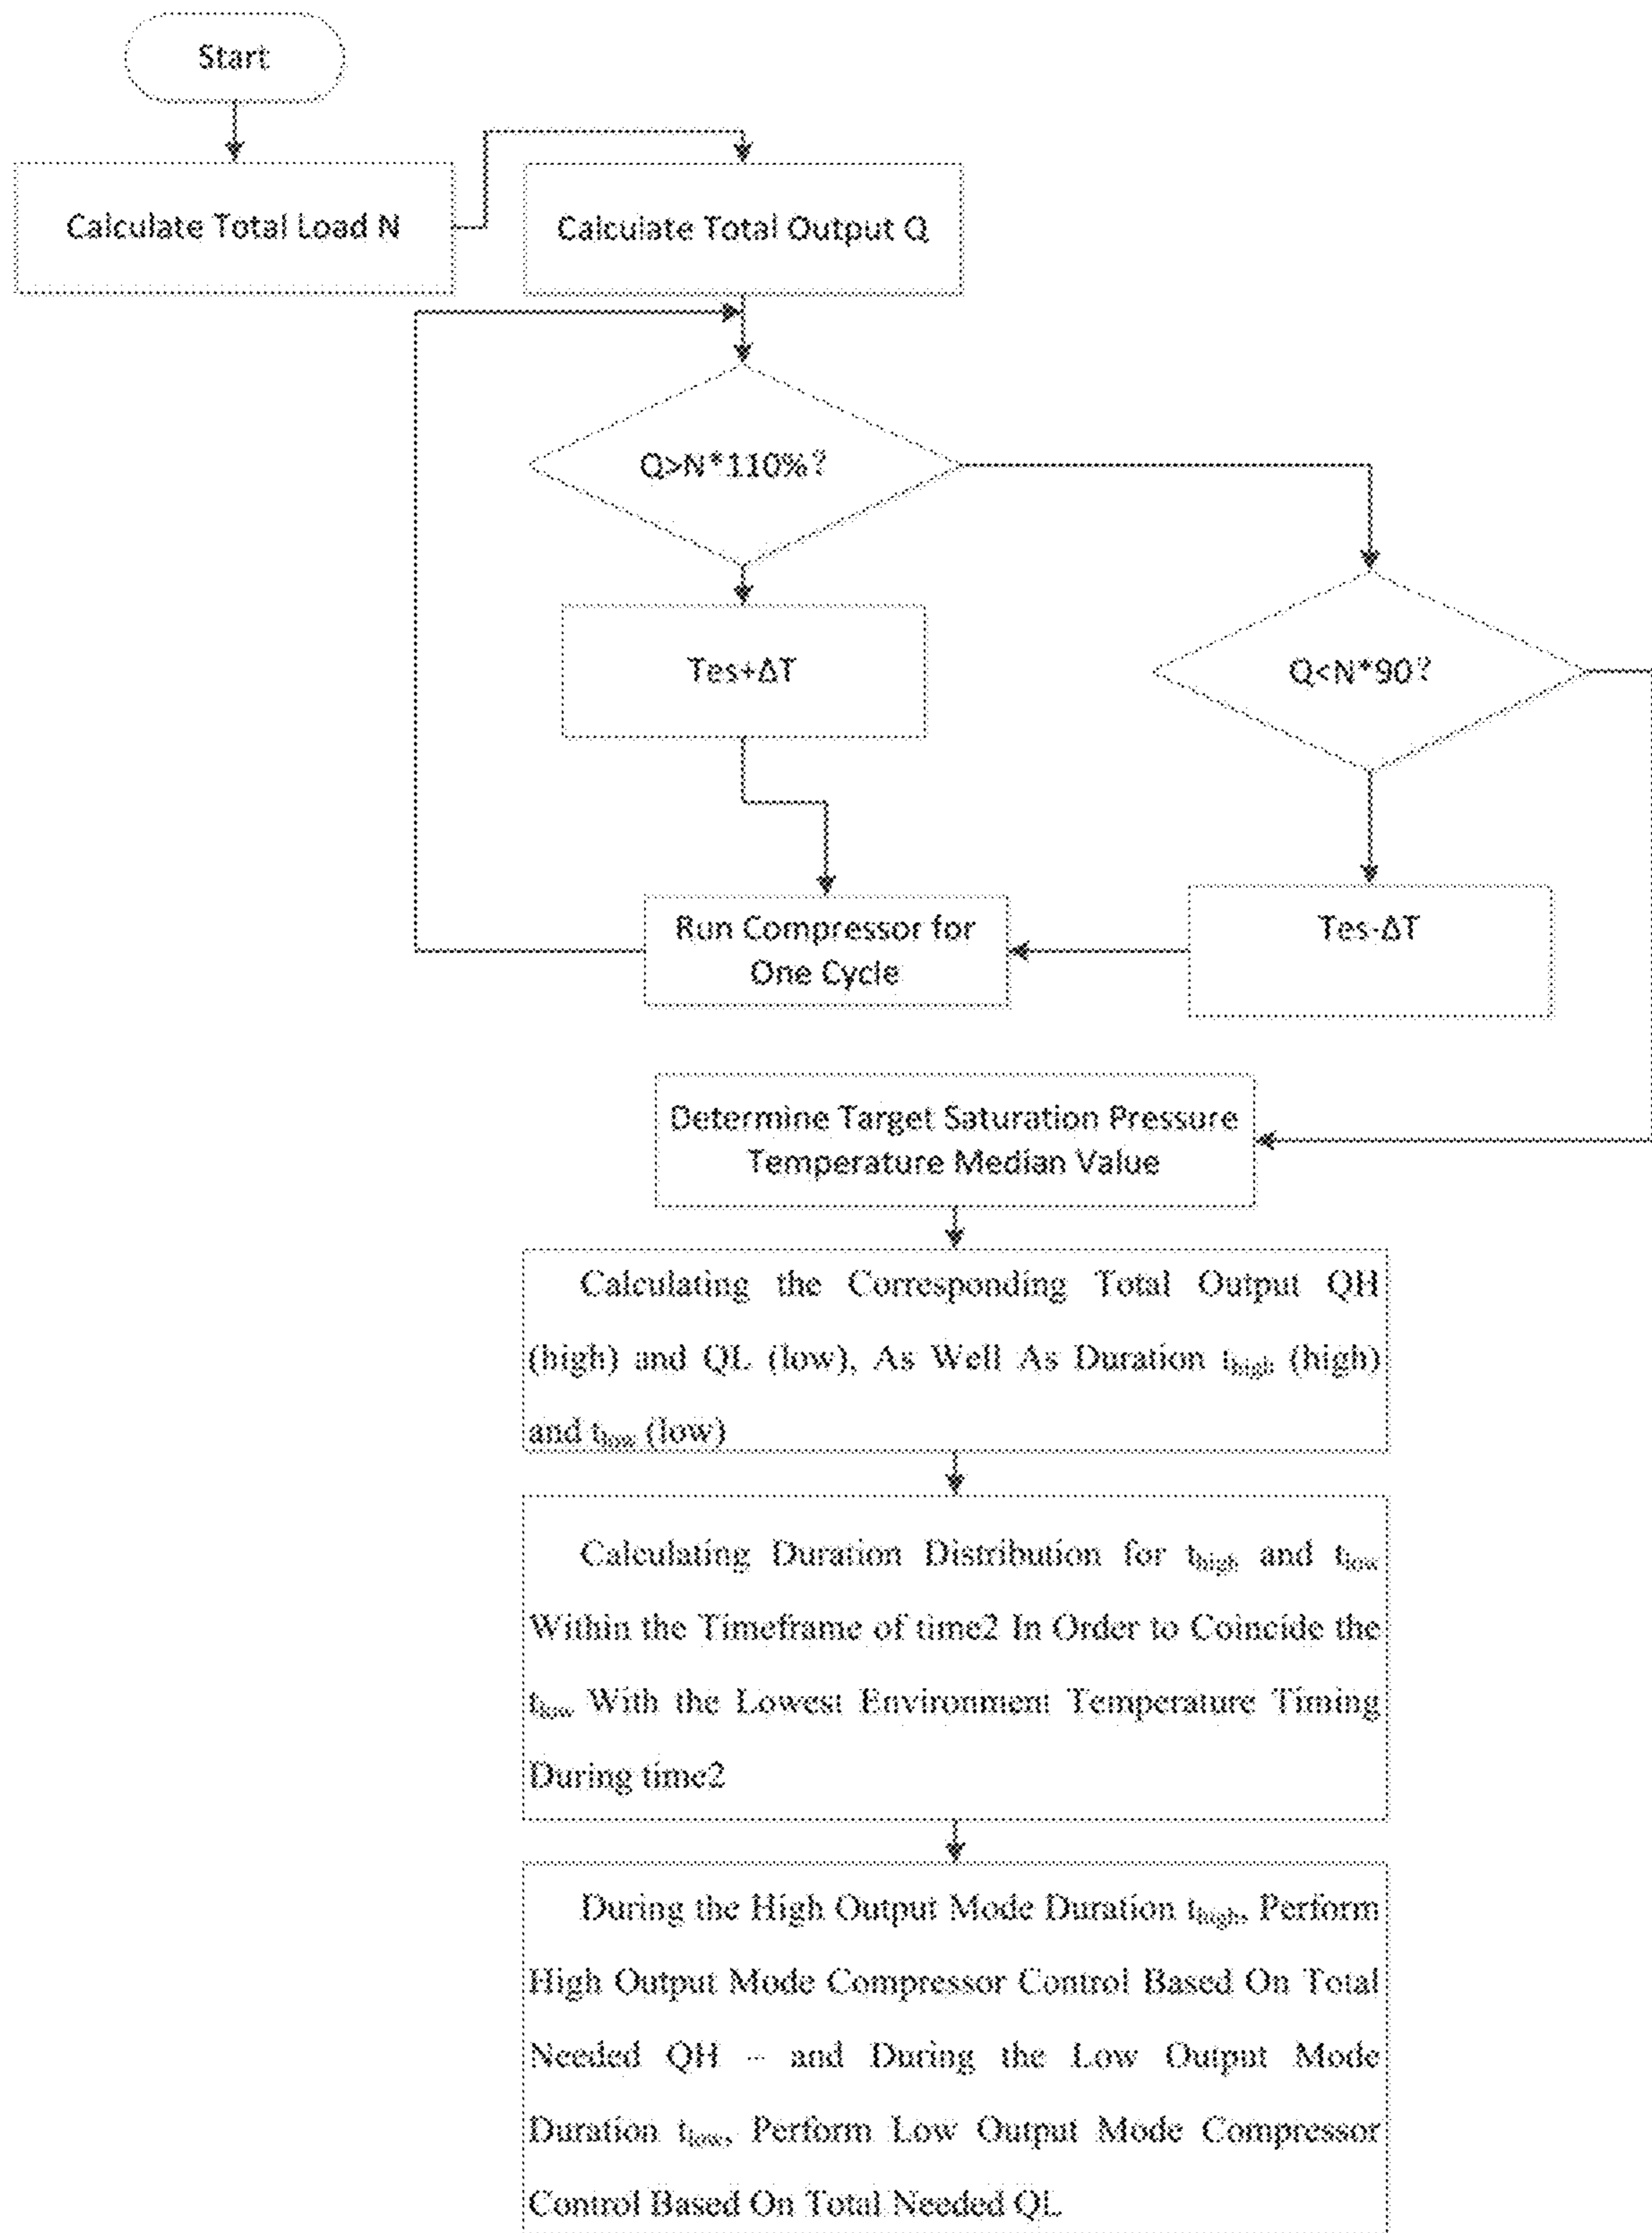 Start
Calculate Total Load N
Calculate Total Output Q
Q>N*110%?
Tes+ΔT
Q<N*90?
Run Compressor for
One Cycle
Tes-ΔT
Determine Target Saturation Pressure
Temperature Median Value
Calculating the Corresponding Total Output QH
(high) and QL (low), As Well As Duration thigh (high)
and tlow (low)
Calculating Duration Distribution for thigh and tlow
Within the Timeframe of time2 In Order to Coincide the
tlow With the Lowest Environment Temperature Timing
During time2
During the High Output Mode Duration thigh, Perform
High Output Mode Compressor Control Based On Total
Needed QH – and During the Low Output Mode
Duration tlow, Perform Low Output Mode Compressor
Control Based On Total Needed QL